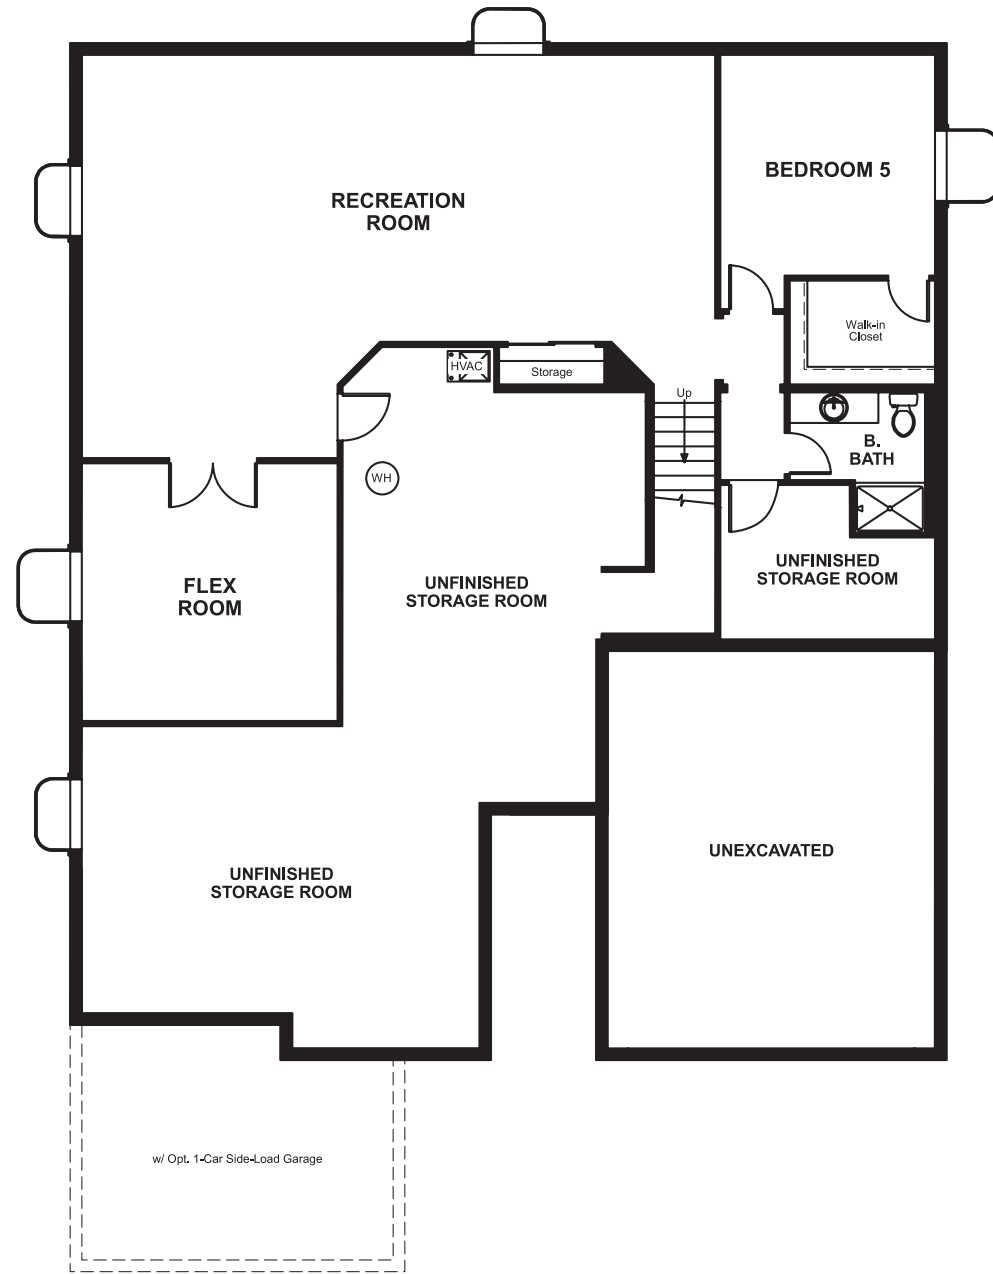 BEDROOM 5
RECREATION
ROOM
Walk-in
Closet
HVAC
Storage
Up
B.
BATH
WH
UNFINISHED
STORAGE ROOM
FLEX
ROOM
UNFINISHED
STORAGE ROOM
UNEXCAVATED
UNFINISHED
STORAGE ROOM
w/ Opt. 1-Car Side-Load Garage